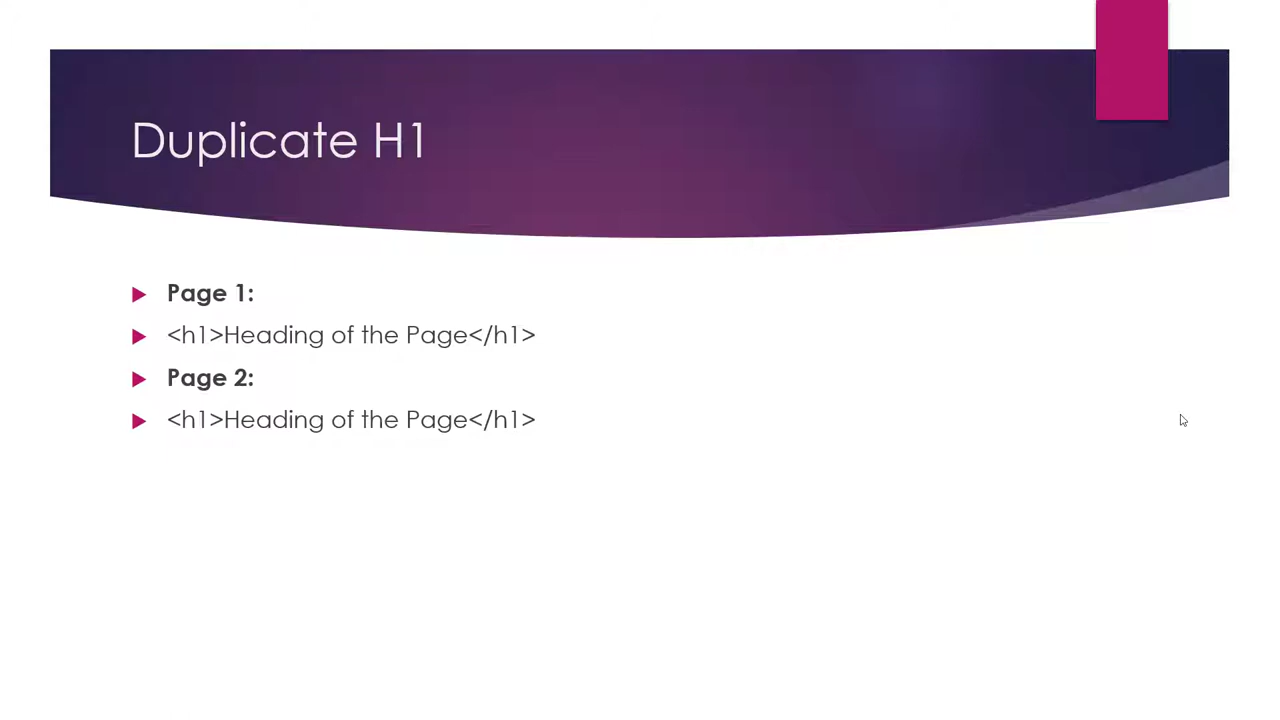 Duplicate H1
Page 1:
<h1>Heading of the Page</h1>
Page 2:
<h1>Heading of the Page</h1>